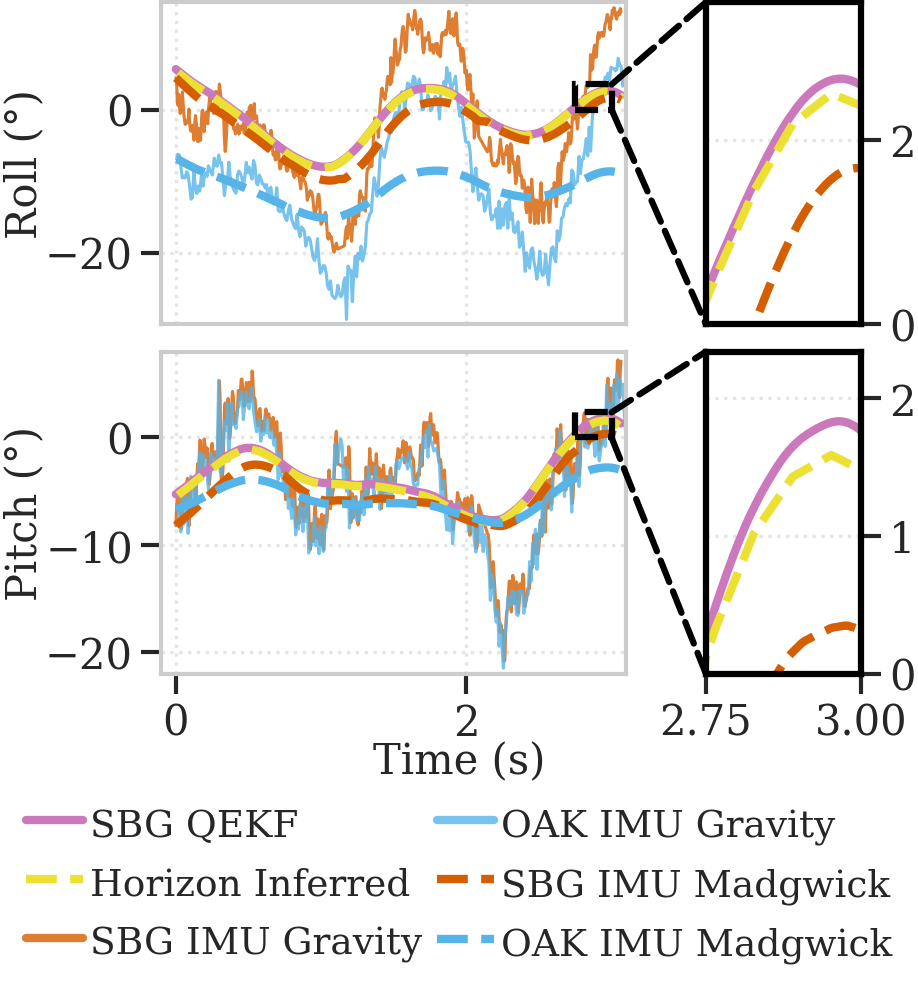 Roll (°)
0
−20
2
0
Pitch (°)
0
−10
−20
2
1
0
0
2
2.75
3.00
Time (s)
SBG QEKF
OAK IMU Gravity
Horizon Inferred
SBG IMU Madgwick
SBG IMU Gravity
OAK IMU Madgwick